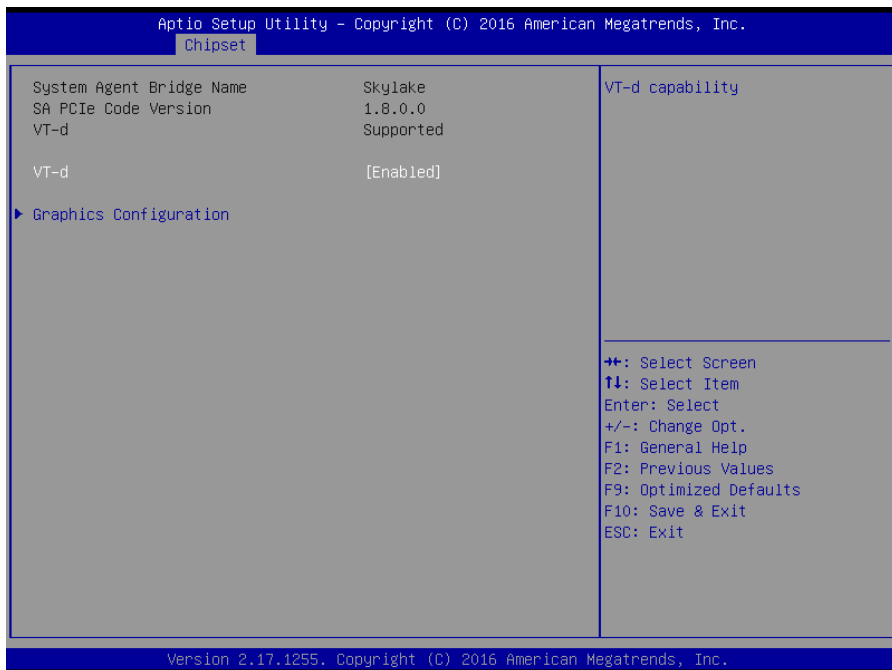 Aptio Setup Utility – Copyright (C) 2016 American Megatrends, Inc.
Chipset
System Agent Bridge Name Skylake
SA PCIe Code Version 1.8.0.0
VT-d Supported
VT-d [Enabled]
▶ Graphics Configuration
VT-d capability
→←: Select Screen
↑↓: Select Item
Enter: Select
+/-: Change Opt.
F1: General Help
F2: Previous Values
F9: Optimized Defaults
F10: Save & Exit
ESC: Exit
Version 2.17.1255. Copyright (C) 2016 American Megatrends, Inc.